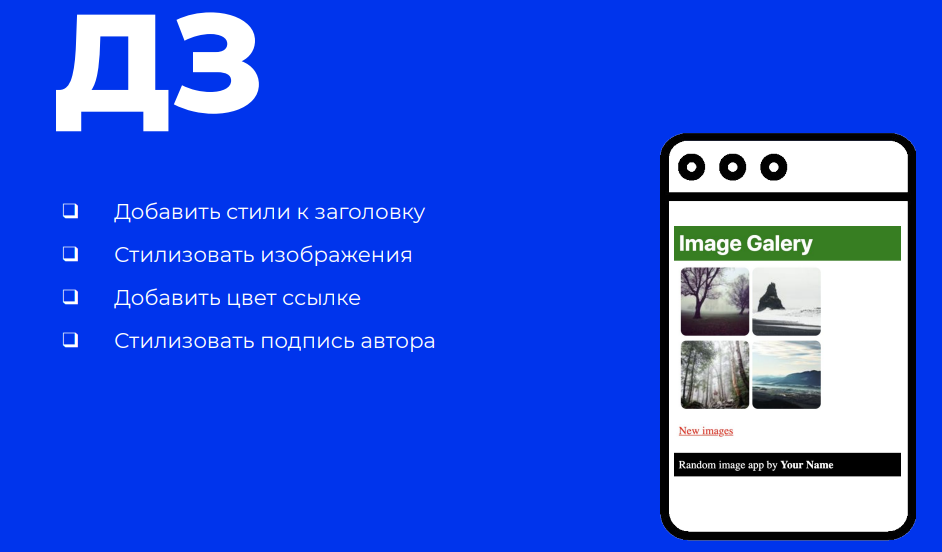 ДЗ
Добавить стили к заголовку
Стилизовать изображения
Добавить цвет ссылке
Стилизовать подпись автора
Image Galery
New images
Random image app by Your Name